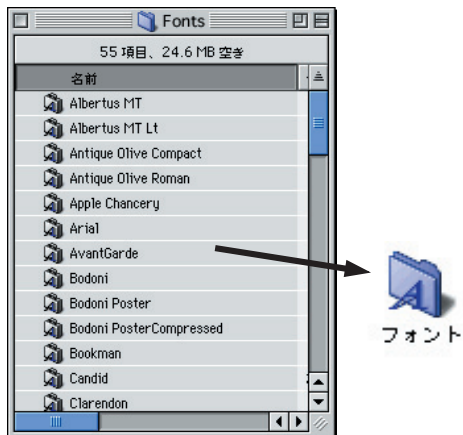 Fonts
55 項目、24.6 MB 空き
名前
Albertus MT
Albertus MT Lt
Antique Olive Compact
Antique Olive Roman
Apple Chancery
Arial
AvantGarde
Bodoni
Bodoni Poster
Bodoni PosterCompressed
Bookman
Candid
Clarendon
フォント